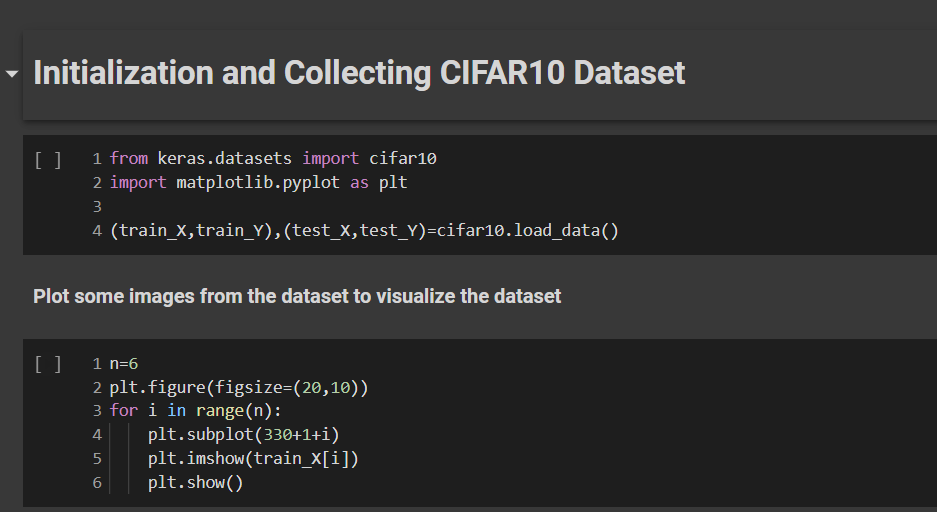 Initialization and Collecting CIFAR10 Dataset
[ ] 1 from keras.datasets import cifar10
2 import matplotlib.pyplot as plt
3
4 (train_X,train_Y),(test_X,test_Y)=cifar10.load_data()
Plot some images from the dataset to visualize the dataset
[ ] 1 n=6
2 plt.figure(figsize=(20,10))
3 for i in range(n):
4     plt.subplot(330+1+i)
5     plt.imshow(train_X[i])
6     plt.show()